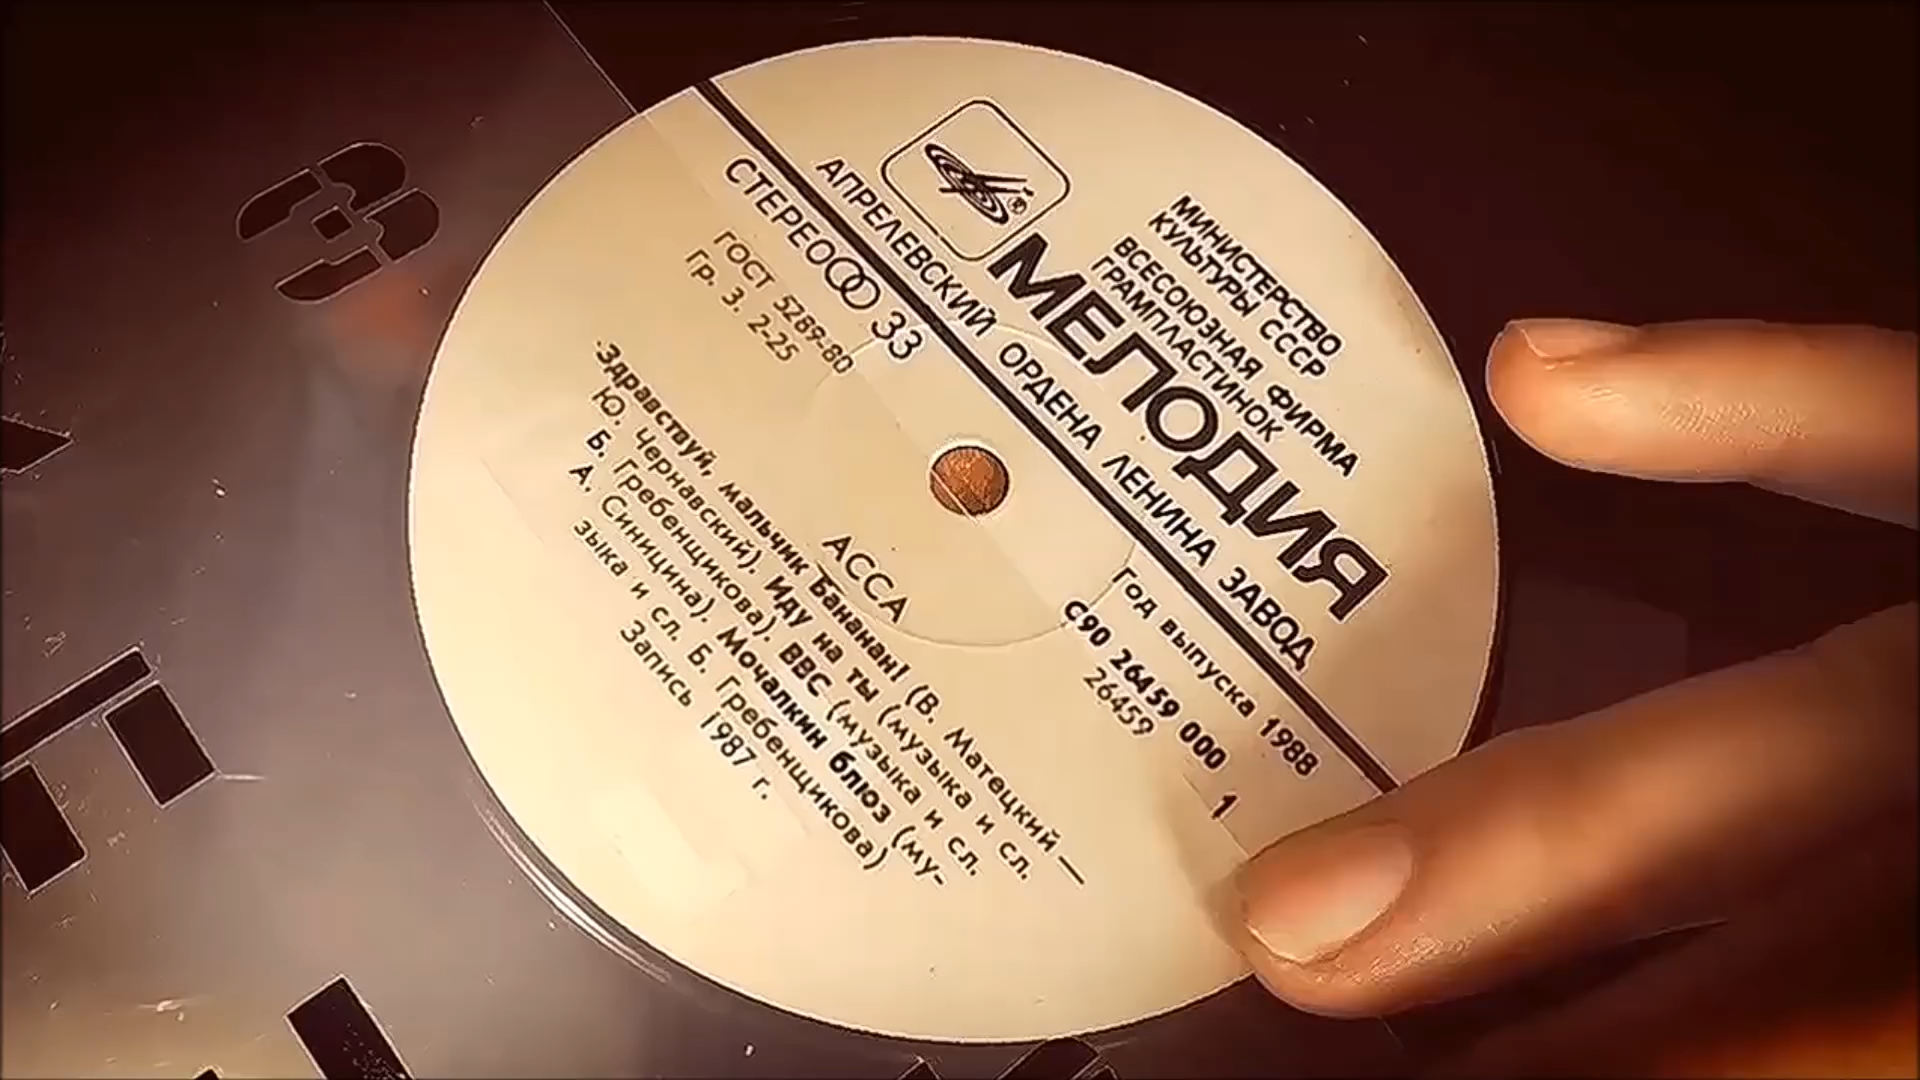 МИНИСТЕРСТВО
КУЛЬТУРЫ СССР
ВСЕСОЮЗНАЯ ФИРМА
ГРАМПЛАСТИНОК
МЕЛОДИЯ
®
АПРЕЛЕВСКИЙ ОРДЕНА ЛЕНИНА ЗАВОД
СТЕРЕО 33
ГОСТ 5289-80
Гр. 3. 2-25
Год выпуска 1988
С90 26459 000
26459
1
АССА
Здравствуй, мальчик Бананан! (В. Матецкий —
Ю. Чернавский). Иду на ты (музыка и сл.
Б. Гребенщикова). ВВС (музыка и сл.
А. Синицина). Мочалкин блюз (му-
зыка и сл. Б. Гребенщикова)
Запись 1987 г.